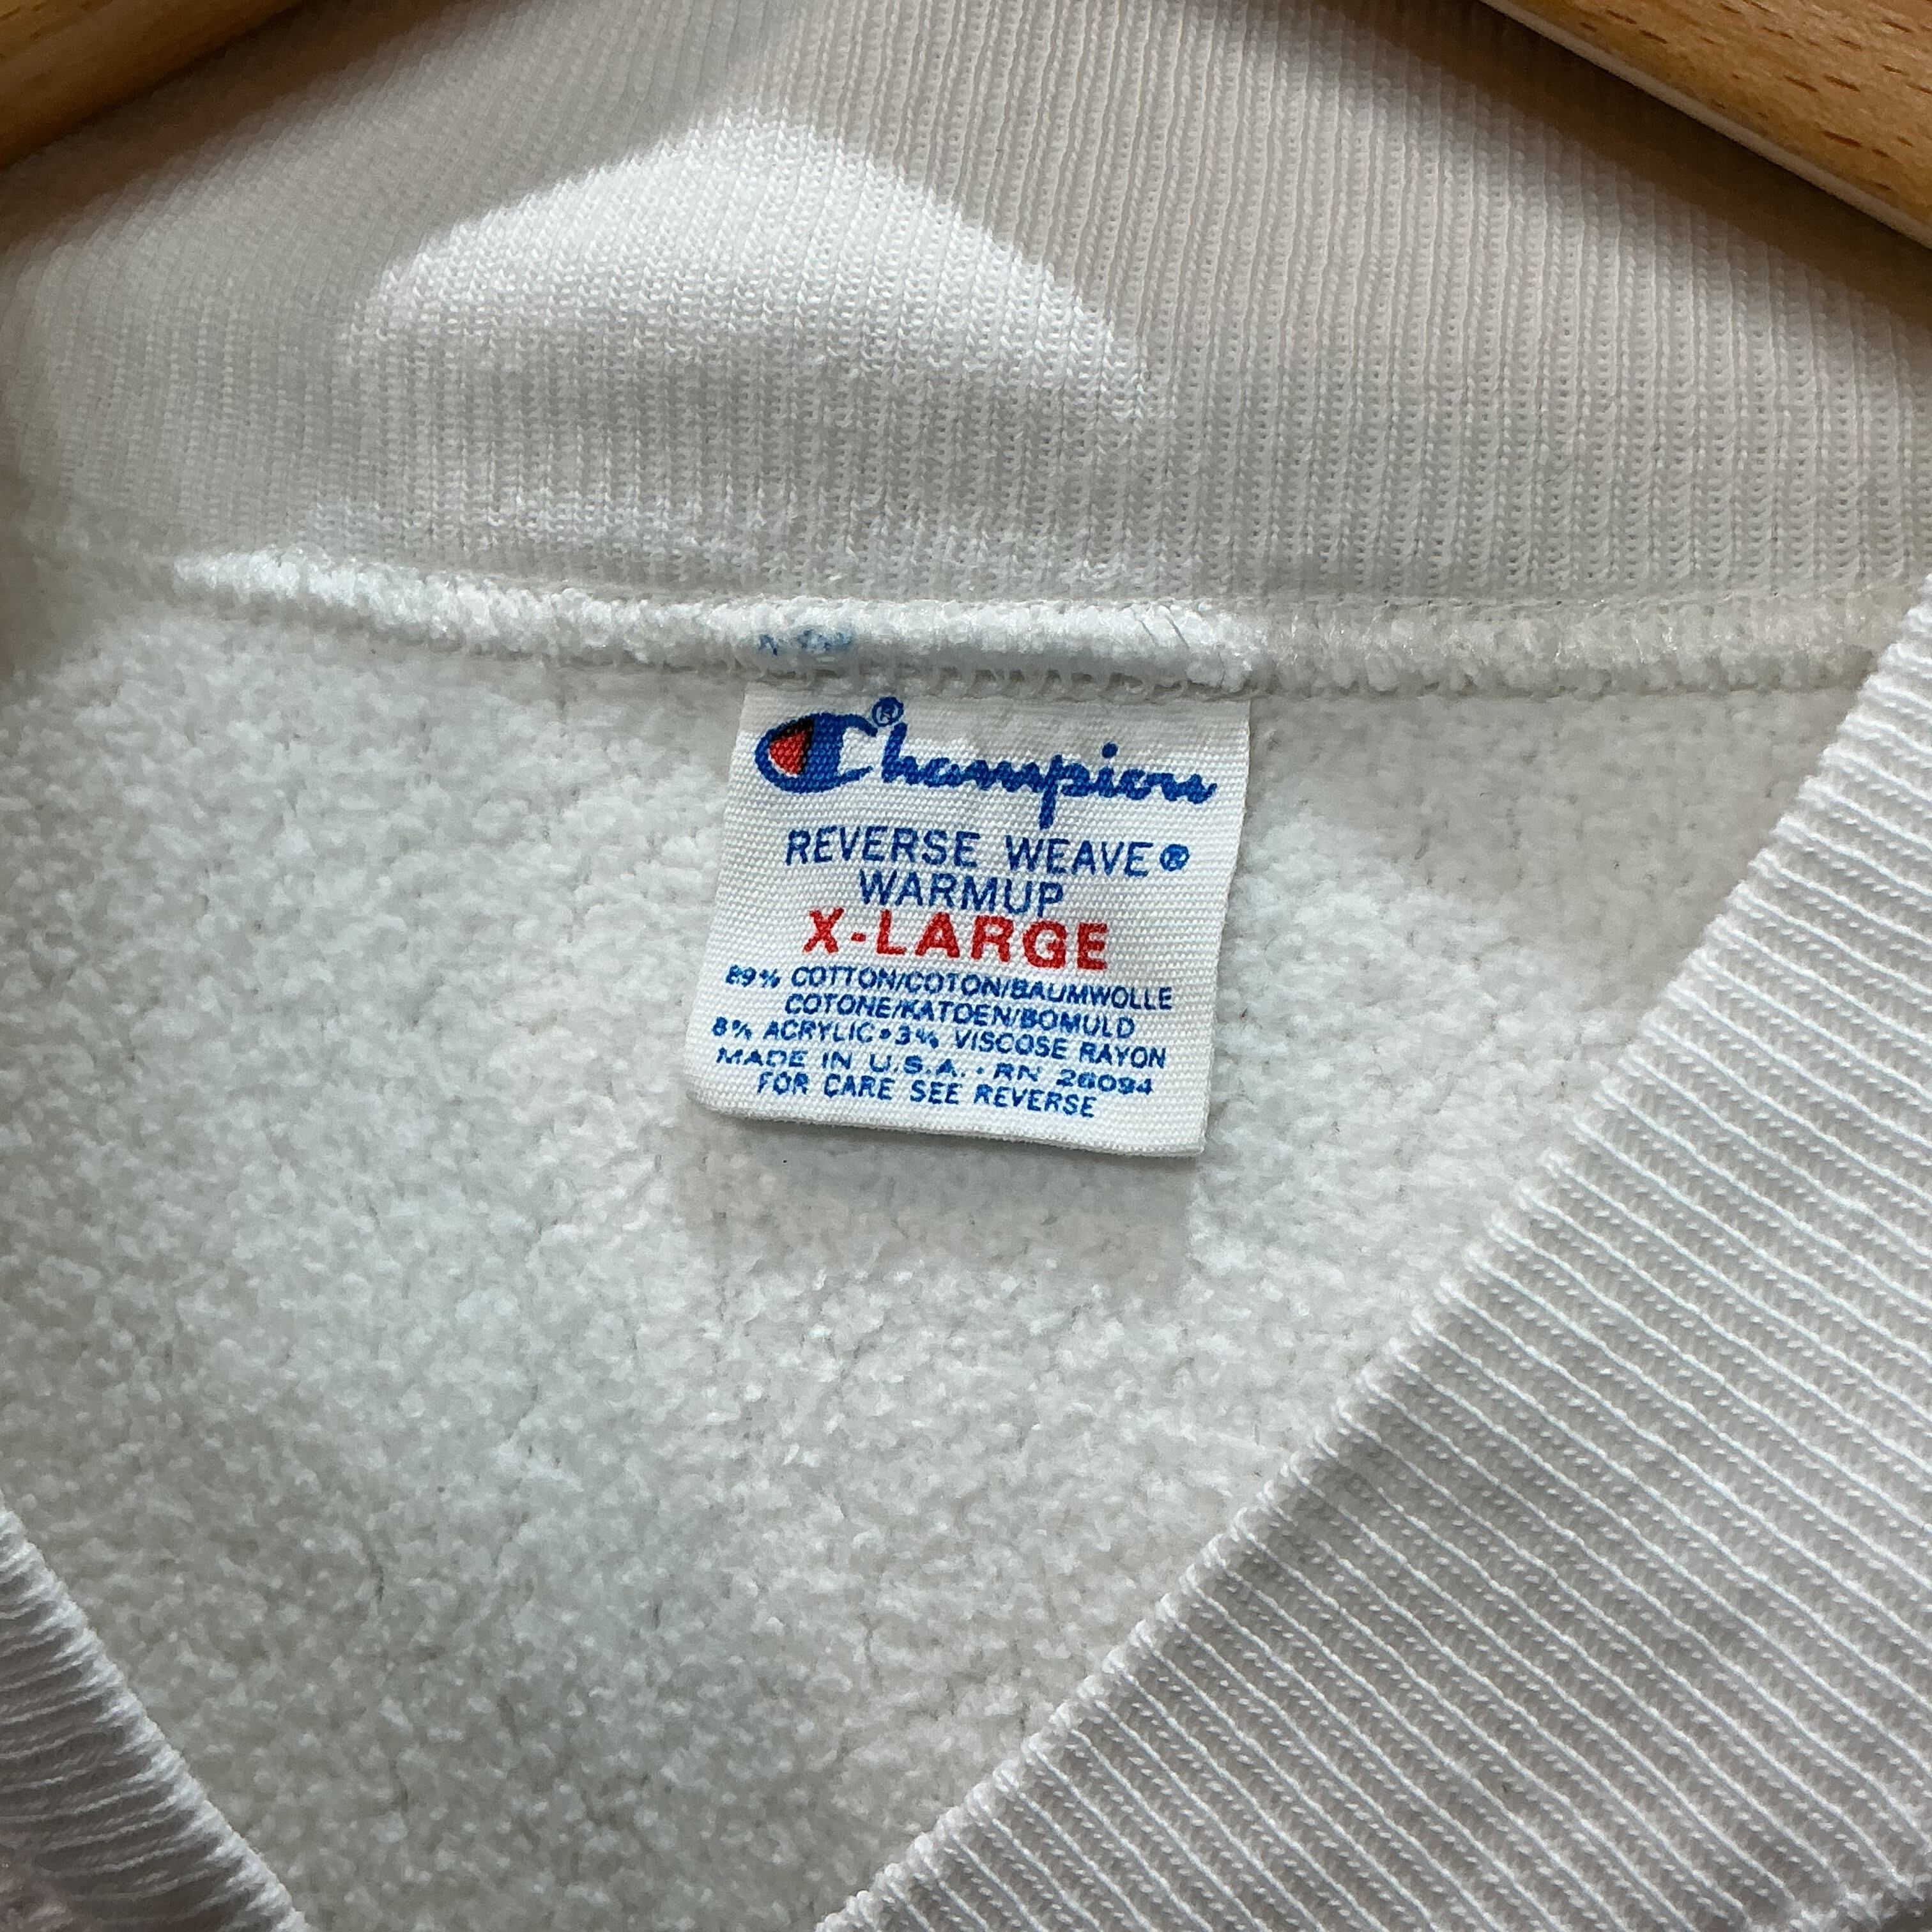 Champion®
REVERSE WEAVE®
WARMUP
X-LARGE
89% COTTON/COTON/BAUMWOLLE
COTONE/KATOEN/BOMULD
8% ACRYLIC•3% VISCOSE RAYON
MADE IN U.S.A. · RN 26094
FOR CARE SEE REVERSE